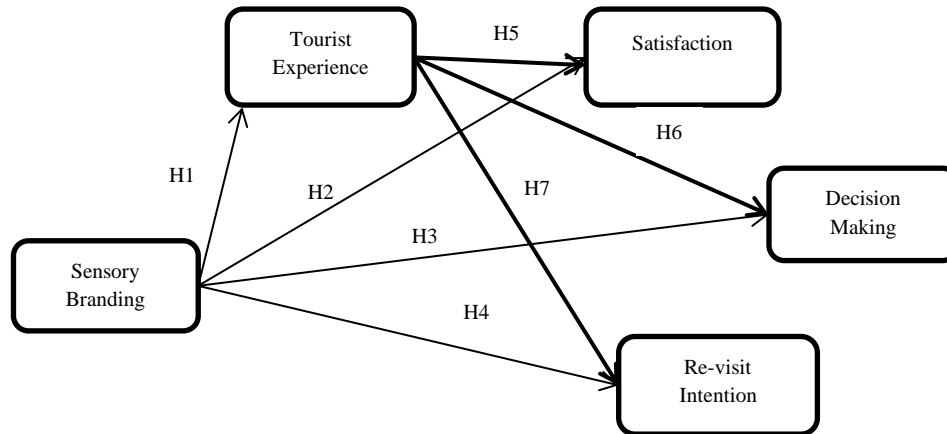 Tourist
Experience
H5
Satisfaction
H6
H1
H2
H7
Decision
Making
H3
Sensory
Branding
H4
Re-visit
Intention